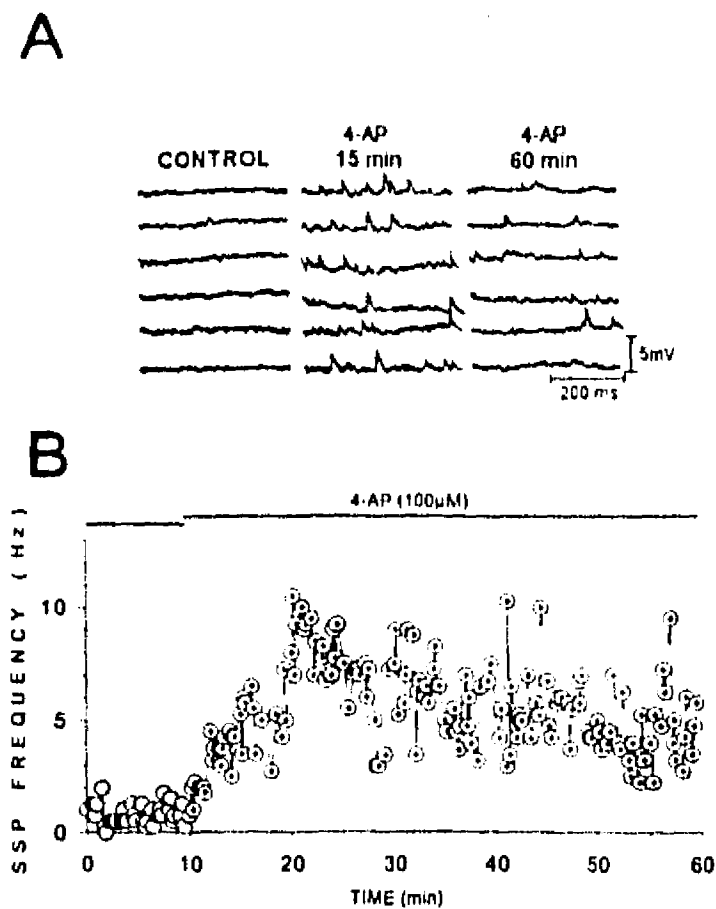 A
4-AP 4-AP
CONTROL 15 min 60 min
5mV
200 ms
B
4-AP (100µM)
SSP FREQUENCY (Hz)
10
5
0
0 10 20 30 40 50 60
TIME (min)